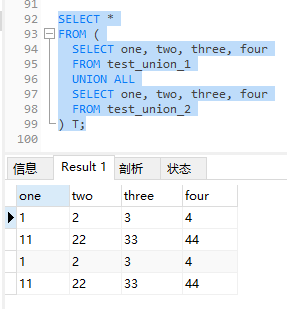 91
92 SELECT *
93 FROM (
94 SELECT one, two, three, four
95 FROM test_union_1
96 UNION ALL
97 SELECT one, two, three, four
98 FROM test_union_2
99 ) T;
100
信息 Result 1 剖析 状态
one two three four
1 2 3 4
11 22 33 44
1 2 3 4
11 22 33 44